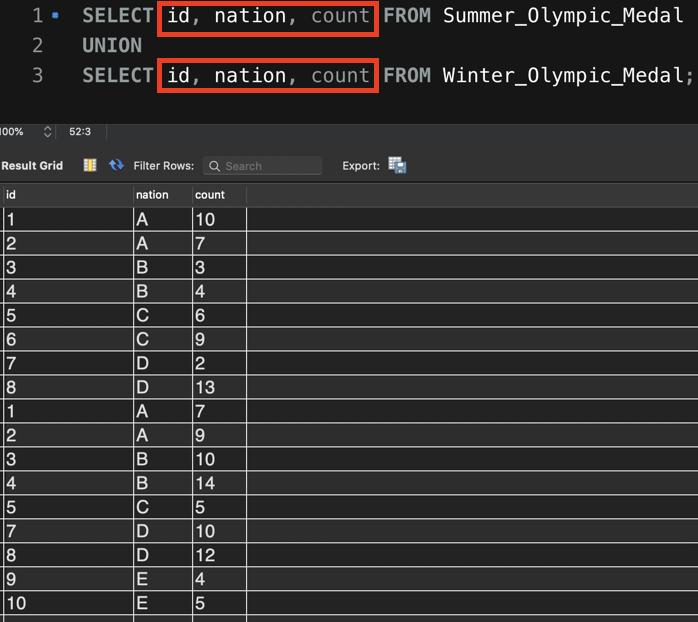 1 SELECT id, nation, count FROM Summer_Olympic_Medal
2 UNION
3 SELECT id, nation, count FROM Winter_Olympic_Medal;
100% 52:3
Result Grid Filter Rows: Search Export:
id nation count
1 A 10
2 A 7
3 B 3
4 B 4
5 C 6
6 C 9
7 D 2
8 D 13
1 A 7
2 A 9
3 B 10
4 B 14
5 C 5
7 D 10
8 D 12
9 E 4
10 E 5